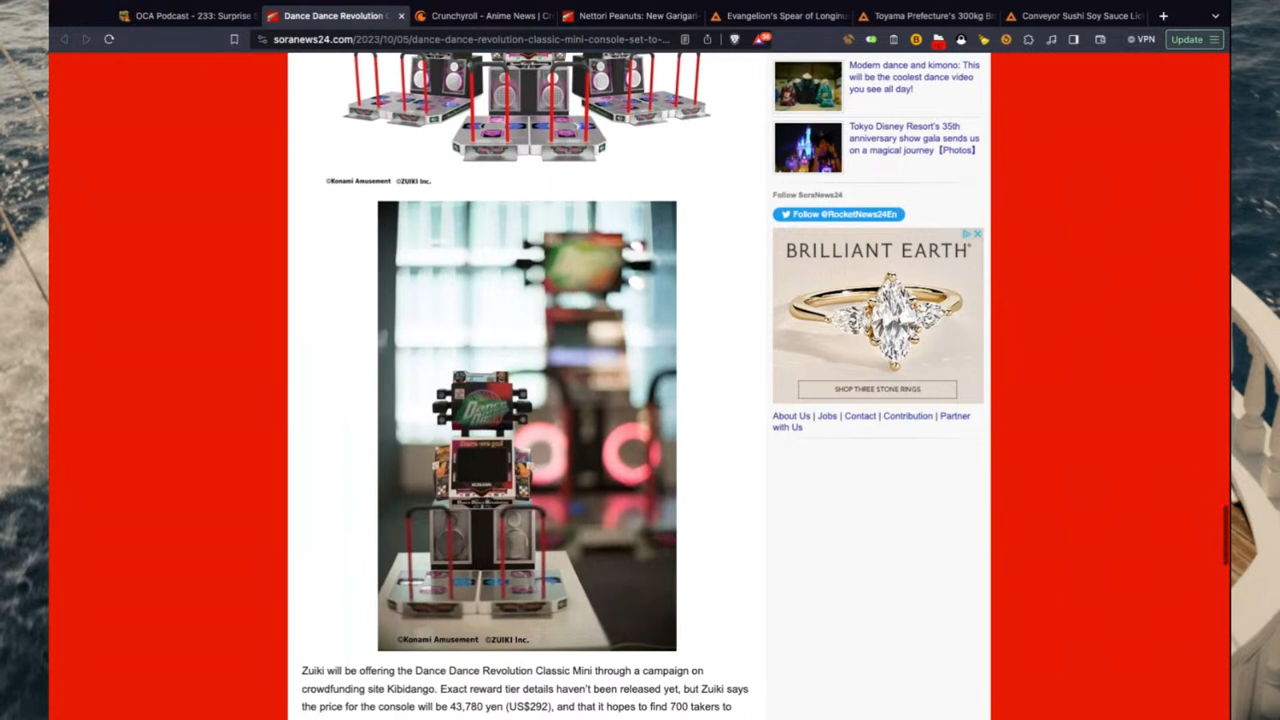 OCA Podcast - 233: Surprise S
Dance Dance Revolution C
Crunchyroll - Anime News | Cr
Nettori Peanuts: New Garigari-
Evangelion's Spear of Longinu
Toyama Prefecture's 300kg Br
Conveyor Sushi Soy Sauce Lic
soranews24.com/2023/10/05/dance-dance-revolution-classic-mini-console-set-to-...
36
VPN
Update
Modern dance and kimono: This
will be the coolest dance video
you see all day!
Tokyo Disney Resort's 35th
anniversary show gala sends us
on a magical journey【Photos】
©Konami Amusement ©ZUIKI Inc.
Follow SoraNews24
Follow @RocketNews24En
BRILLIANT EARTH®
SHOP THREE STONE RINGS
About Us | Jobs | Contact | Contribution | Partner
with Us
Dance
KONAMI
©Konami Amusement ©ZUIKI Inc.
Zuiki will be offering the Dance Dance Revolution Classic Mini through a campaign on
crowdfunding site Kibidango. Exact reward tier details haven't been released yet, but Zuiki says
the price for the console will be 43,780 yen (US$292), and that it hopes to find 700 takers to